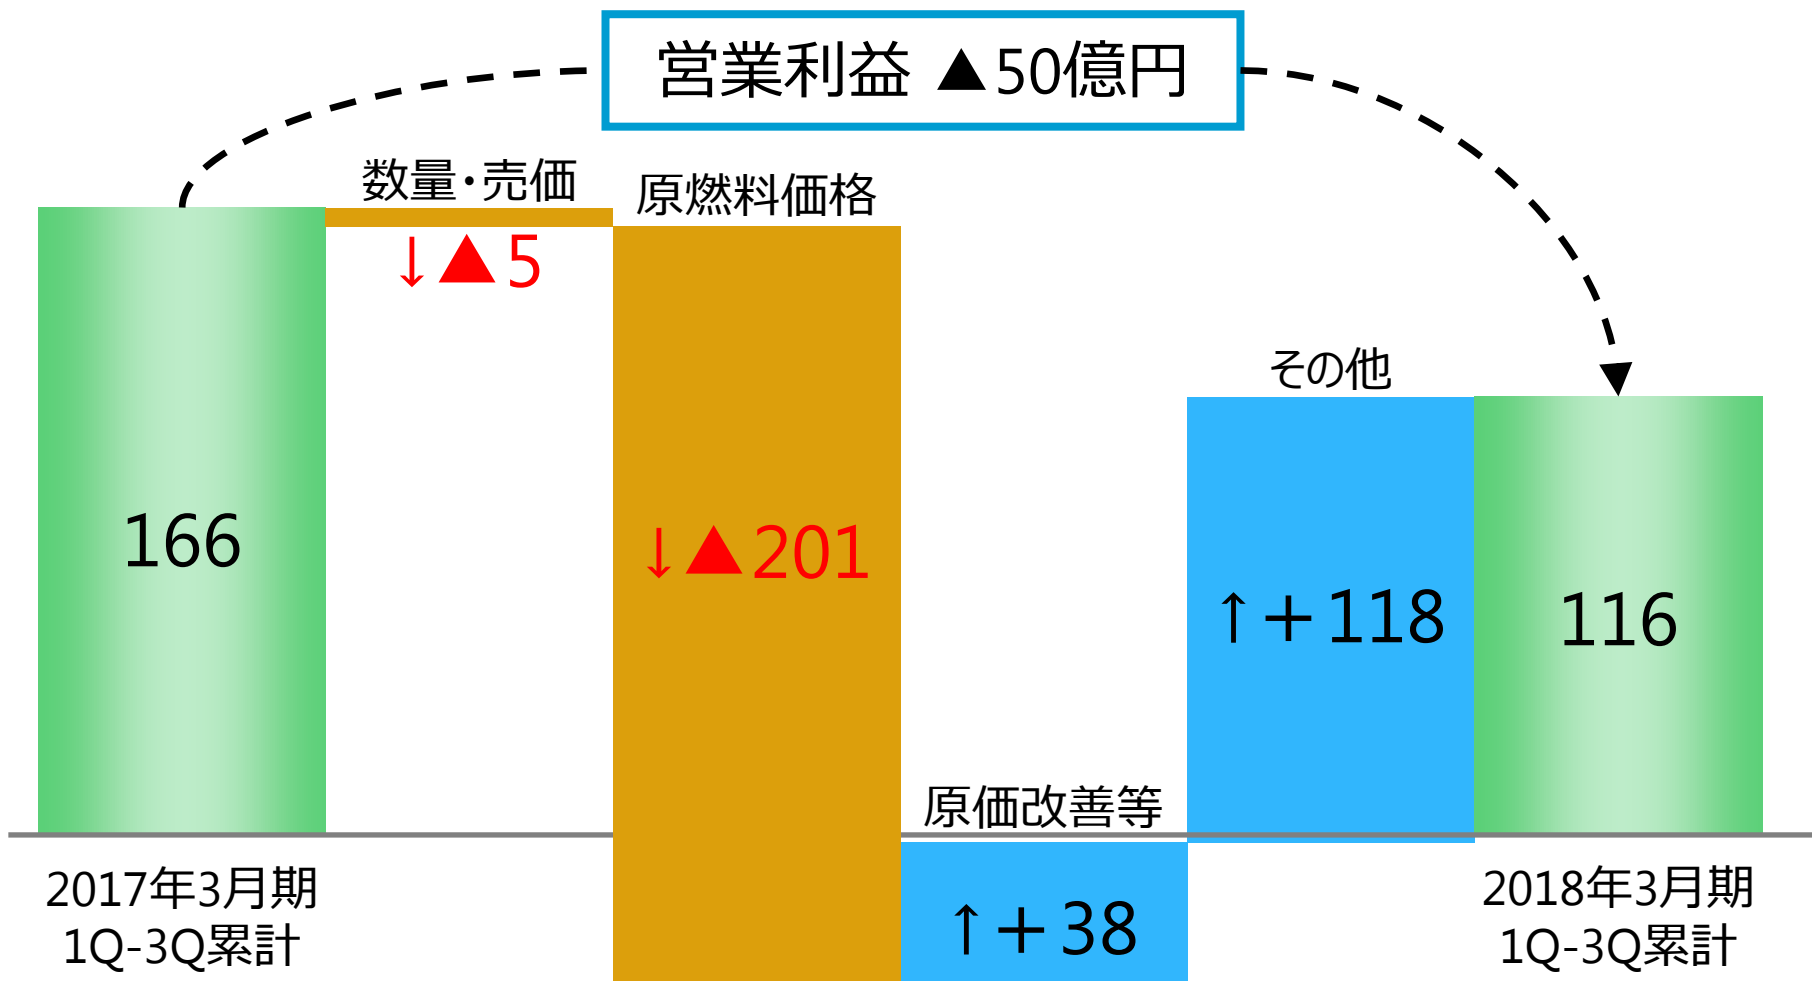 営業利益 ▲50億円
数量・売価
↓▲5
原燃料価格
↓▲201
166
その他
↑+118
116
原価改善等
↑+38
2017年3月期
1Q-3Q累計
2018年3月期
1Q-3Q累計